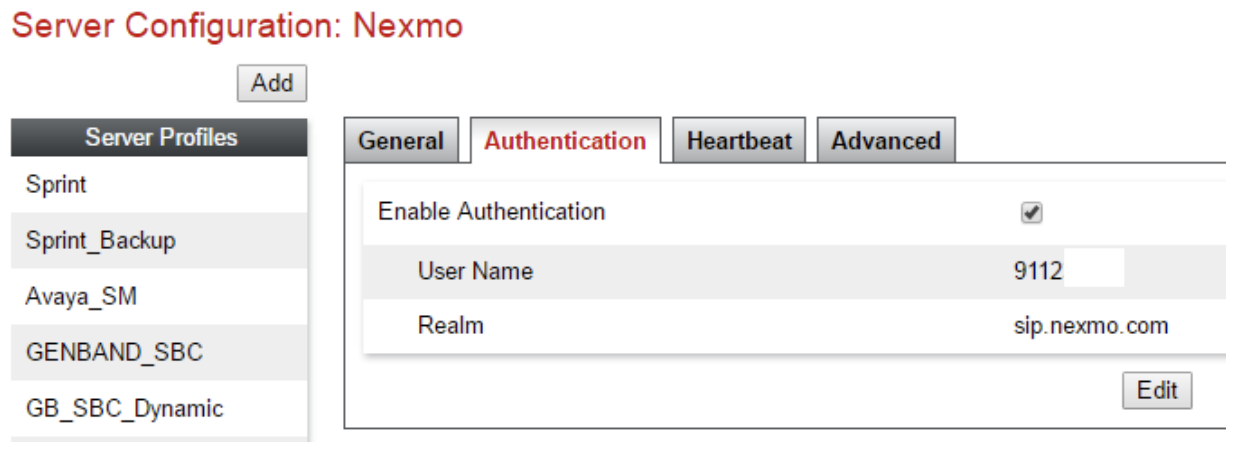 Server Configuration: Nexmo
Add
Server Profiles
Sprint
Sprint_Backup
Avaya_SM
GENBAND_SBC
GB_SBC_Dynamic
General Authentication Heartbeat Advanced
Enable Authentication
User Name 9112
Realm sip.nexmo.com
Edit